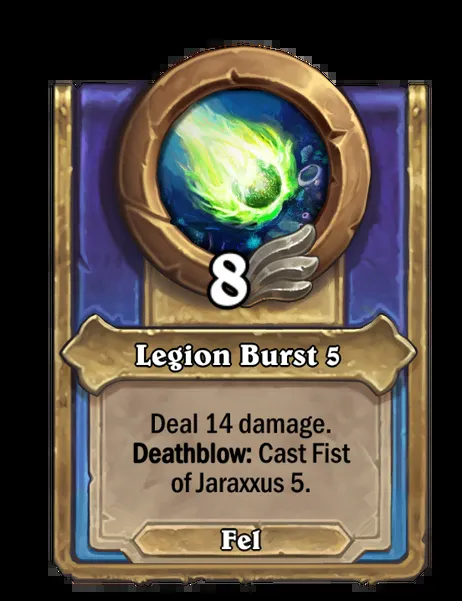 8
Legion Burst 5
Deal 14 damage.
Deathblow: Cast Fist
of Jaraxxus 5.
Fel